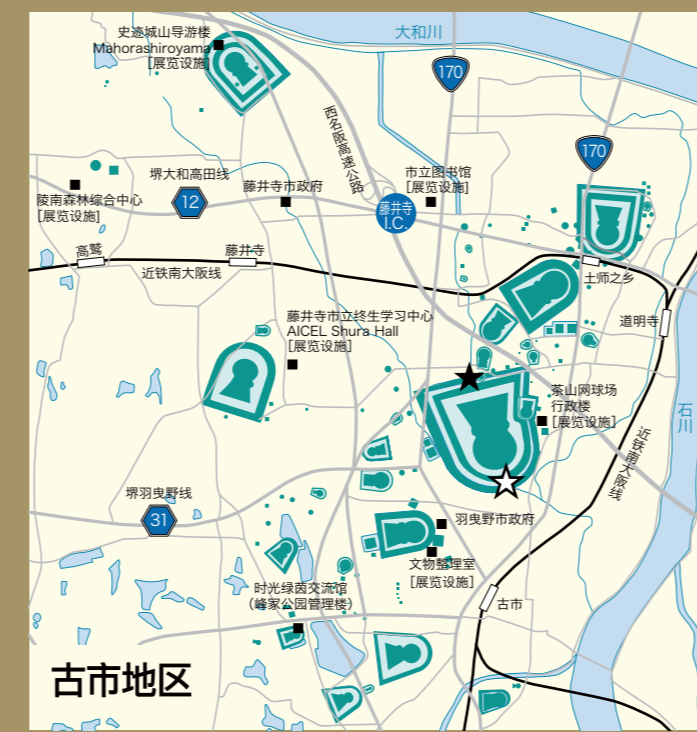 史迹城山导游楼
Mahorashiroyama
[展览设施]
大和川
170
170
西名阪高速公路
堺大和高田线
12
藤井寺市政府
市立图书馆
[展览设施]
陵南森林综合中心
[展览设施]
藤井寺
I.C.
高鹫
藤井寺
近铁南大阪线
土师之乡
道明寺
藤井寺市立终生学习中心
AICEL Shura Hall
[展览设施]
茶山网球场
行政楼
[展览设施]
石川
近铁南大阪线
堺羽曳野线
31
羽曳野市政府
文物整理室
[展览设施]
时光绿茵交流馆
（峰家公园管理楼）
古市
古市地区